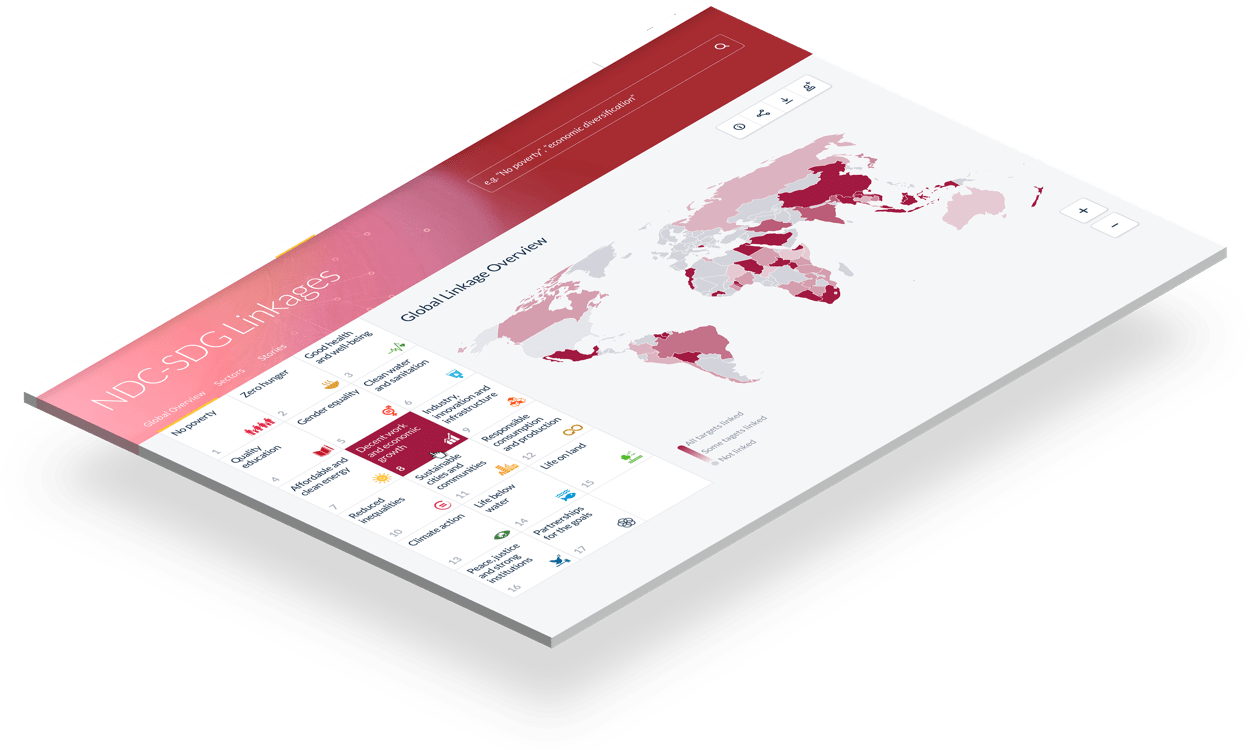 NDC-SDG Linkages
Global Overview
Sectors
Stories
e.g. "No poverty", "economic diversification"
Global Linkage Overview
No poverty
1
Zero hunger
2
Good health
and well-being
3
Quality
education
4
Gender equality
5
Clean water
and sanitation
6
Affordable and
clean energy
7
Decent work
and economic
growth
8
Industry,
innovation and
infrastructure
9
Reduced
inequalities
10
Sustainable
cities and
communities
11
Responsible
consumption
and production
12
Climate action
13
Life below
water
14
Life on land
15
Peace, justice
and strong
institutions
16
Partnerships
for the goals
17
All targets linked
Some tagets linked
Not linked